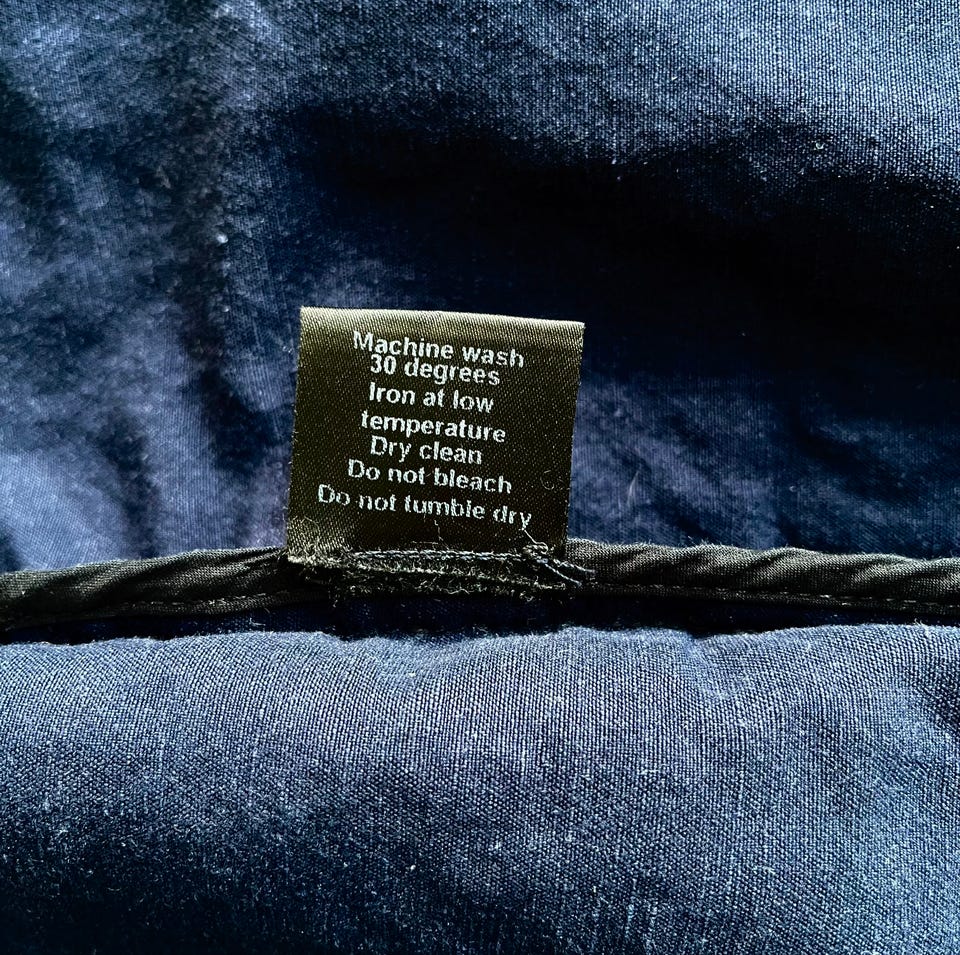 Machine wash
30 degrees
Iron at low
temperature
Dry clean
Do not bleach
Do not tumble dry